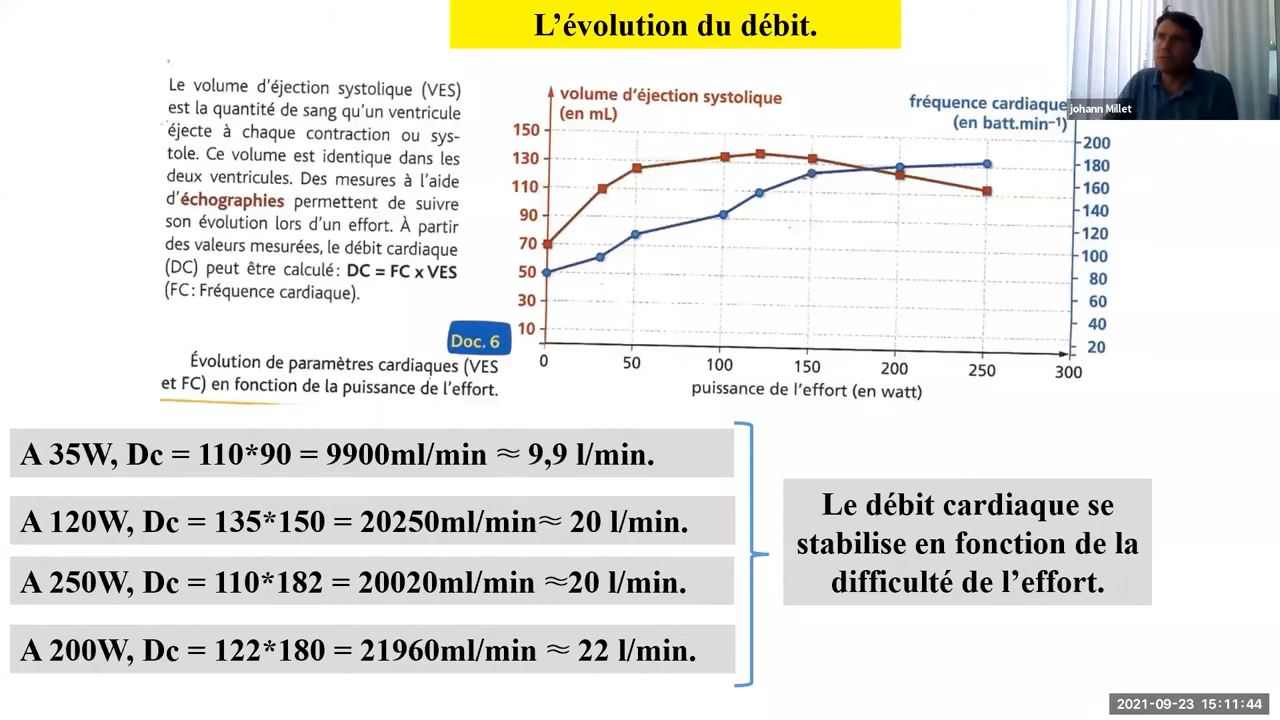 L’évolution du débit.
johann Millet
Le volume d’éjection systolique (VES)
est la quantité de sang qu’un ventricule
éjecte à chaque contraction ou sys-
tole. Ce volume est identique dans les
deux ventricules. Des mesures à l’aide
d’échographies permettent de suivre
son évolution lors d’un effort. À partir
des valeurs mesurées, le débit cardiaque
(DC) peut être calculé : DC = FC x VES
(FC : Fréquence cardiaque).
Doc. 6
Évolution de paramètres cardiaques (VES
et FC) en fonction de la puissance de l’effort.
volume d’éjection systolique
(en mL)
fréquence cardiaque
(en batt.min⁻¹)
150
130
110
90
70
50
30
10
200
180
160
140
120
100
80
60
40
20
0 50 100 150 200 250 300
puissance de l’effort (en watt)
A 35W, Dc = 110*90 = 9900ml/min ≈ 9,9 l/min.
A 120W, Dc = 135*150 = 20250ml/min≈ 20 l/min.
A 250W, Dc = 110*182 = 20020ml/min ≈20 l/min.
A 200W, Dc = 122*180 = 21960ml/min ≈ 22 l/min.
Le débit cardiaque se
stabilise en fonction de la
difficulté de l’effort.
2021-09-23 15:11:44